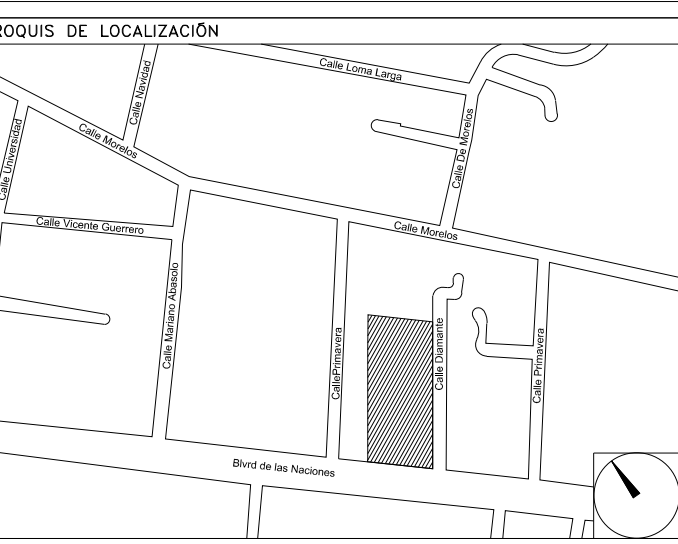 ROQUIS DE LOCALIZACIÓN
Calle Loma Larga
Calle Navidad
Calle Morelos
Calle Universidad
Calle De Morelos
Calle Vicente Guerrero
Calle Morelos
Calle Mariano Abasolo
CallePrimavera
Calle Diamante
Calle Primavera
Blvrd de las Naciones